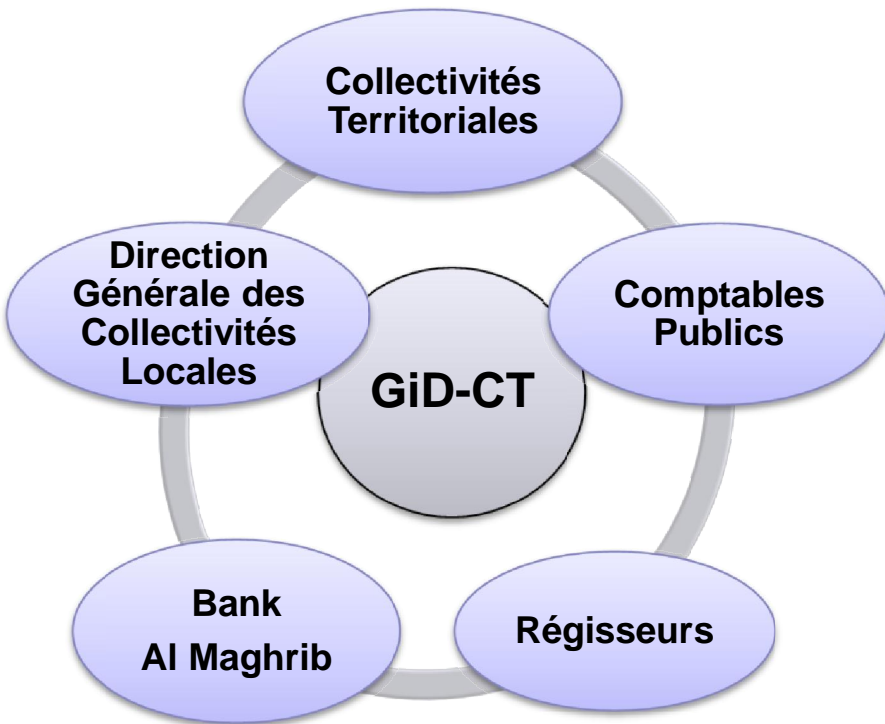 Collectivités
Territoriales
Direction
Générale des
Collectivités
Locales
Comptables
Publics
GiD-CT
Bank
Al Maghrib
Régisseurs